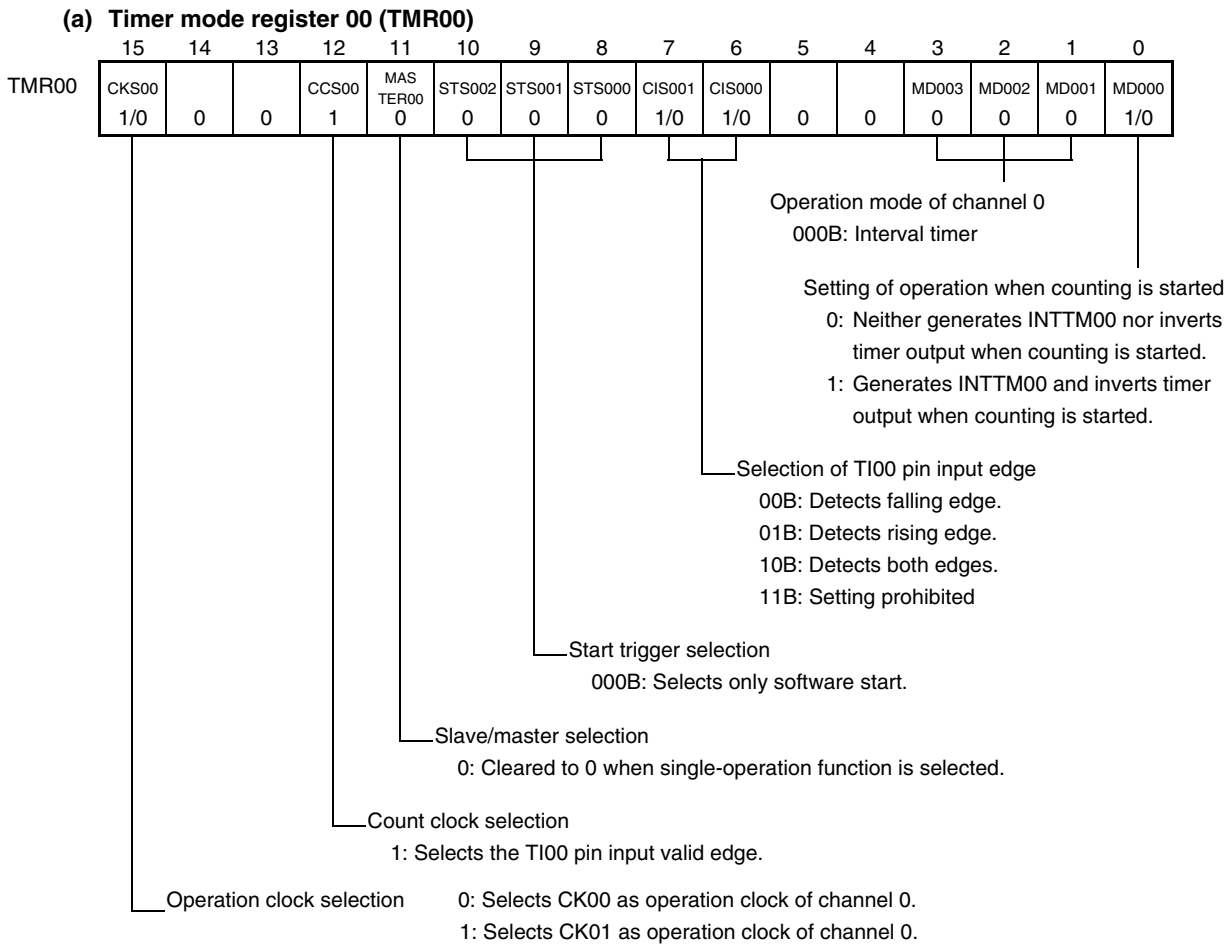 (a) Timer mode register 00 (TMR00)
15 14 13 12 11 10 9 8 7 6 5 4 3 2 1 0
TMR00 CKS00 CCS00 MAS TER00 STS002 STS001 STS000 CIS001 CIS000 MD003 MD002 MD001 MD000
1/0 0 0 1 0 0 0 0 1/0 1/0 0 0 0 0 0 1/0
Operation mode of channel 0
000B: Interval timer
Setting of operation when counting is started
0: Neither generates INTTM00 nor inverts
timer output when counting is started.
1: Generates INTTM00 and inverts timer
output when counting is started.
Selection of TI00 pin input edge
00B: Detects falling edge.
01B: Detects rising edge.
10B: Detects both edges.
11B: Setting prohibited
Start trigger selection
000B: Selects only software start.
Slave/master selection
0: Cleared to 0 when single-operation function is selected.
Count clock selection
1: Selects the TI00 pin input valid edge.
Operation clock selection 0: Selects CK00 as operation clock of channel 0.
1: Selects CK01 as operation clock of channel 0.